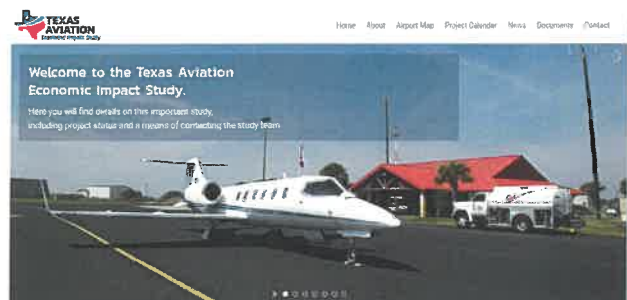 TEXAS
AVIATION
Economic Impact Study
Home About Airport Map Project Calendar News Documents Contact
Welcome to the Texas Aviation
Economic Impact Study.
Here you will find details on this important study,
including project status and a means of contacting the study team